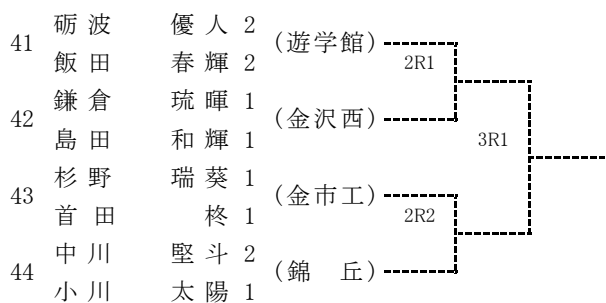 41 砺波 優人 2 (遊学館)
飯田 春輝 2
2R1
42 鎌倉 琉暉 1 (金沢西)
島田 和輝 1
3R1
43 杉野 瑞葵 1 (金市工)
首田 柊 1
2R2
44 中川 堅斗 2 (錦丘)
小川 太陽 1